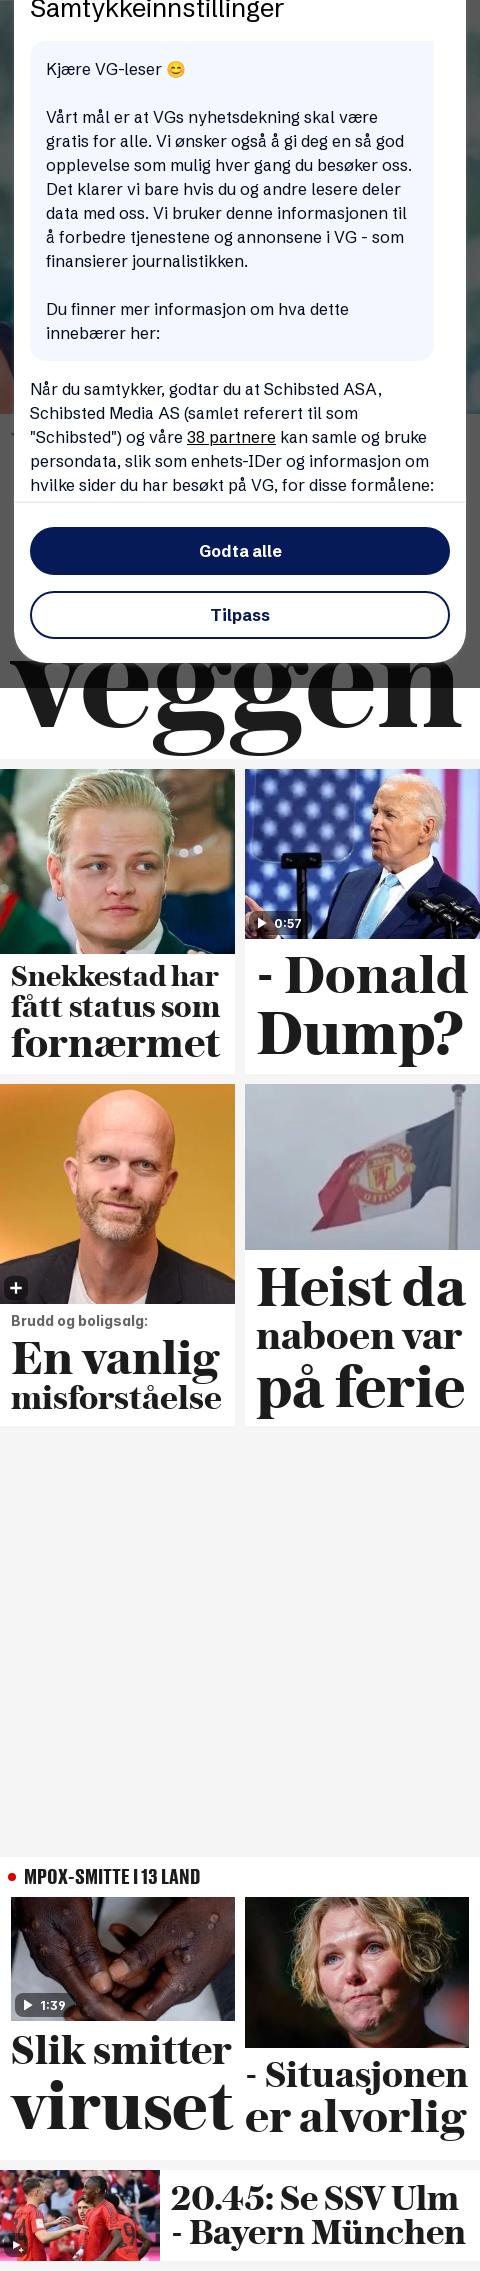 Samtykkeinnstillinger
Kjære VG-leser 😊
Vårt mål er at VGs nyhetsdekning skal være
gratis for alle. Vi ønsker også å gi deg en så god
opplevelse som mulig hver gang du besøker oss.
Det klarer vi bare hvis du og andre lesere deler
data med oss. Vi bruker denne informasjonen til
å forbedre tjenestene og annonsene i VG - som
finansierer journalistikken.
Du finner mer informasjon om hva dette
innebærer her:
Når du samtykker, godtar du at Schibsted ASA,
Schibsted Media AS (samlet referert til som
"Schibsted") og våre 38 partnere kan samle og bruke
persondata, slik som enhets-IDer og informasjon om
hvilke sider du har besøkt på VG, for disse formålene:
Godta alle
Tilpass
veggen
0:57
Snekkestad har
fått status som
fornærmet
- Donald
Dump?
Brudd og boligsalg:
En vanlig
misforståelse
Heist da
naboen var
på ferie
MPOX-SMITTE I 13 LAND
1:39
Slik smitter
viruset
- Situasjonen
er alvorlig
20.45: Se SSV Ulm
- Bayern München